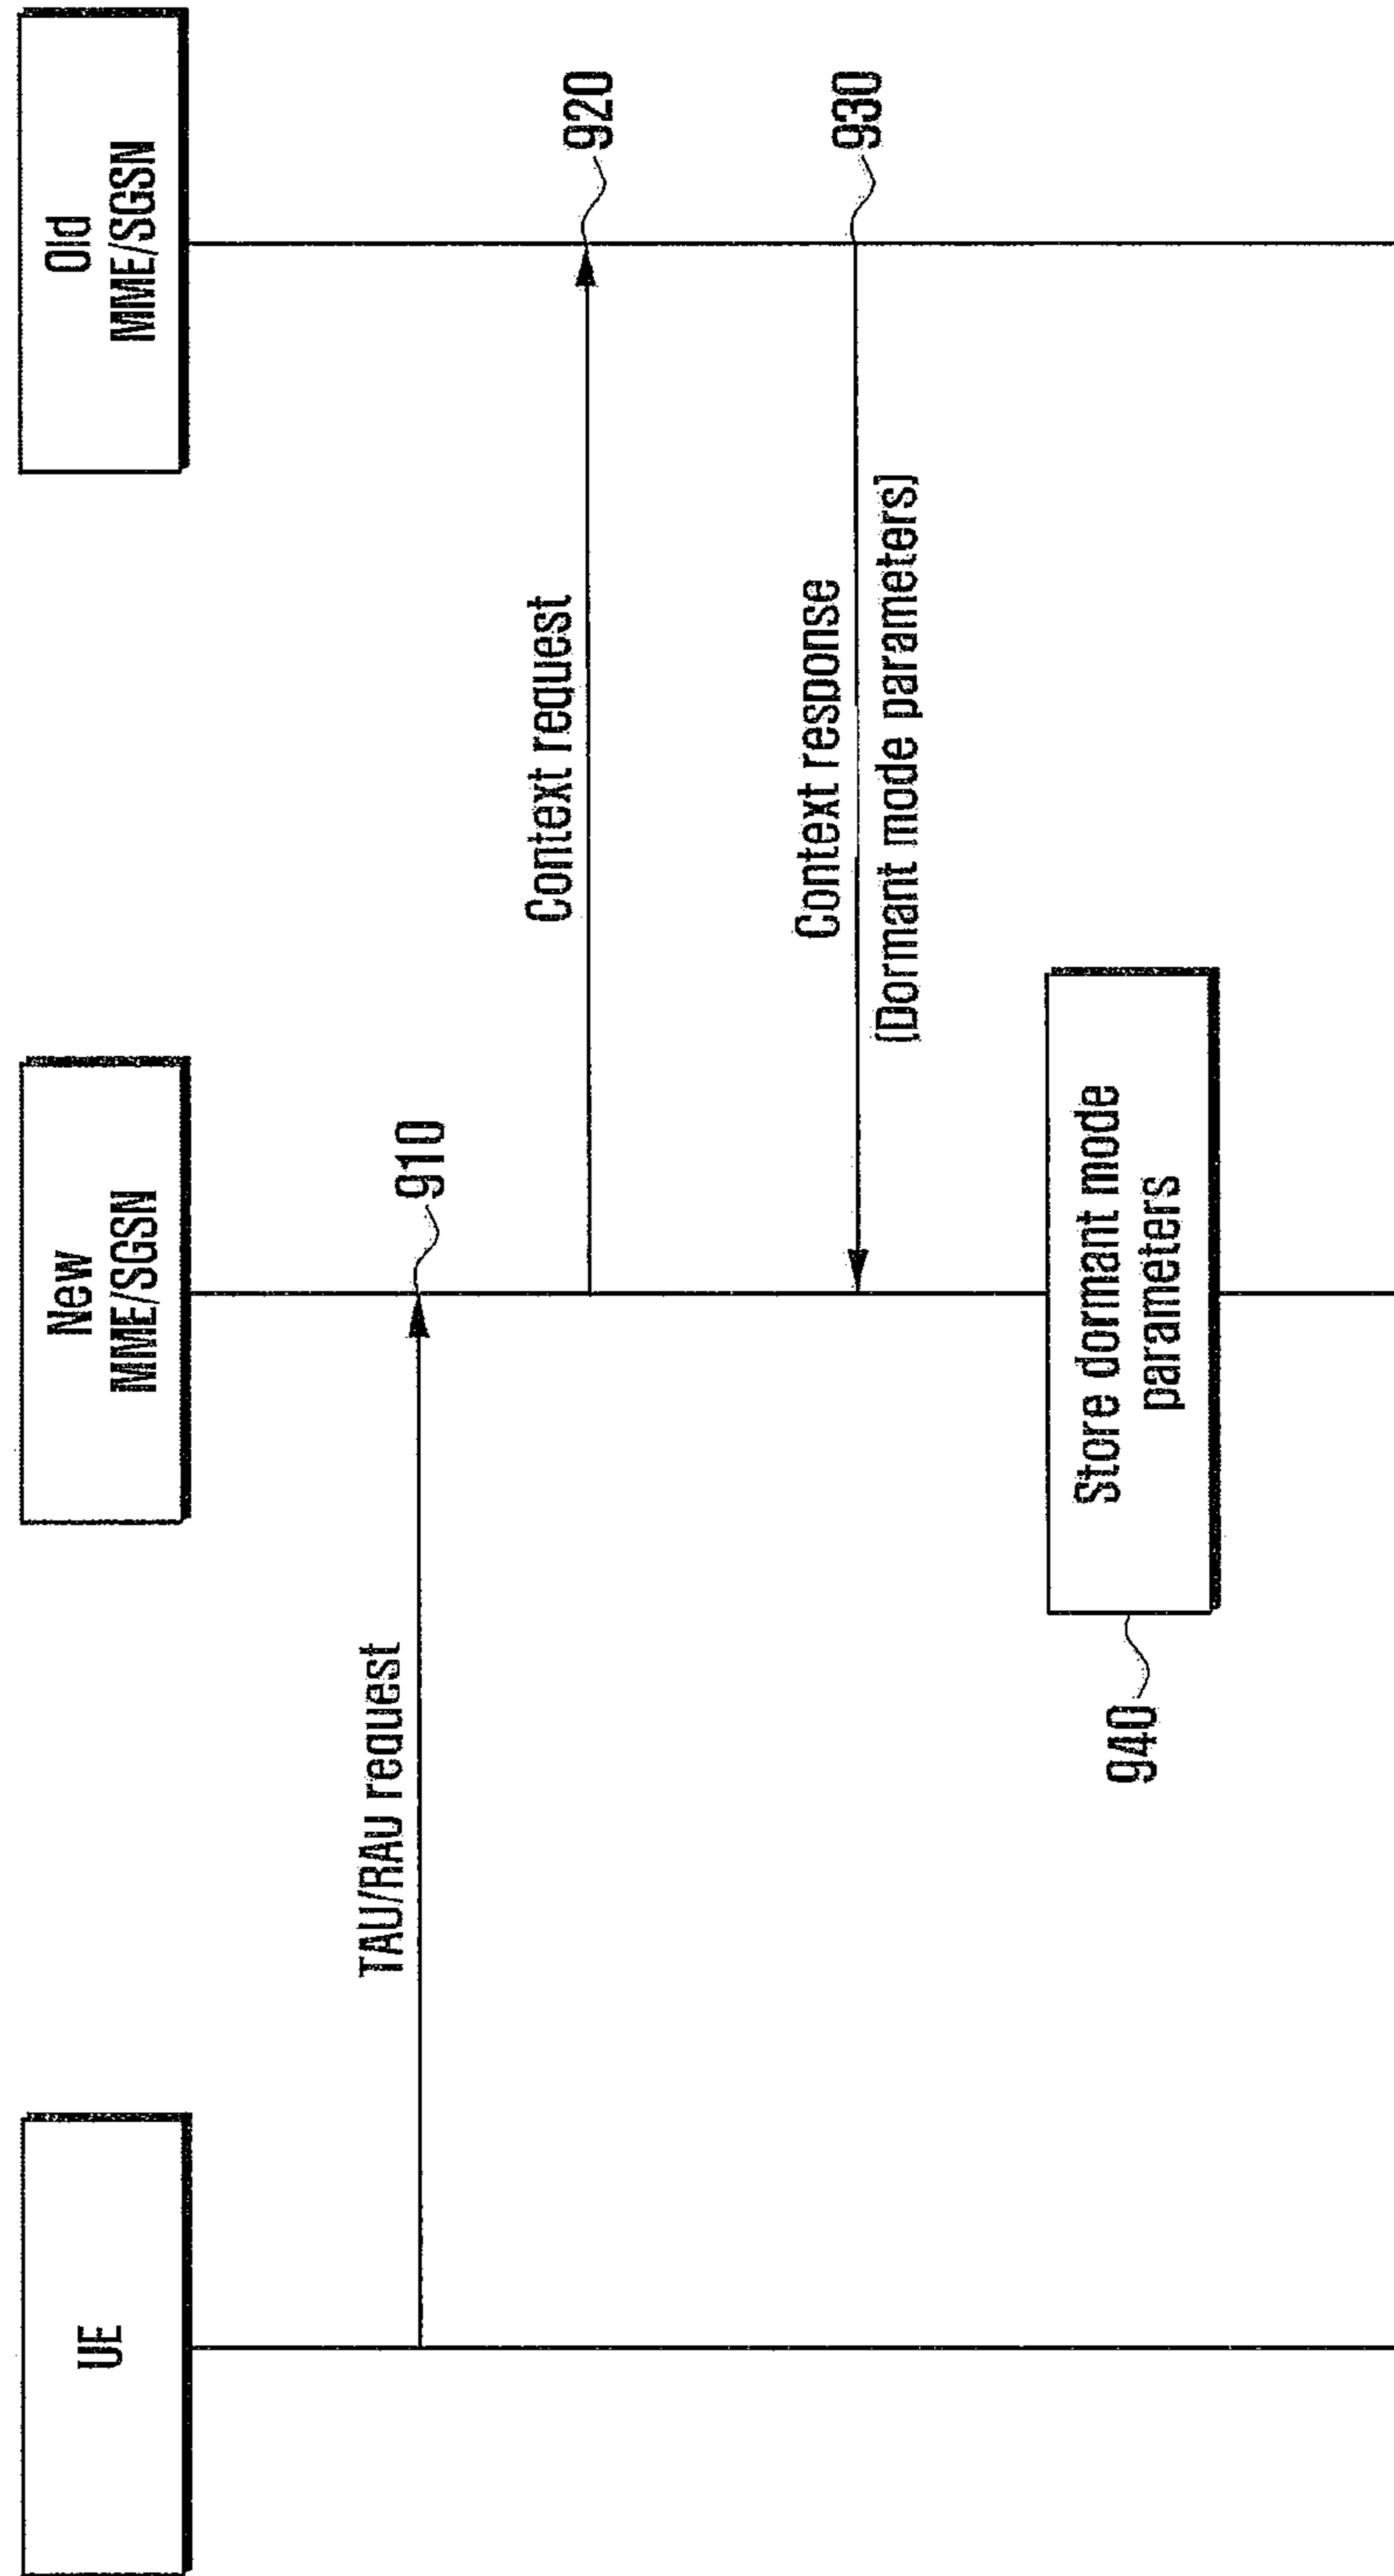 UE
New
MME/SGSN
Old
MME/SGSN
TAU/RAU request
910
Context request
920
Context response
(Dormant mode parameters)
930
940
Store dormant mode
parameters